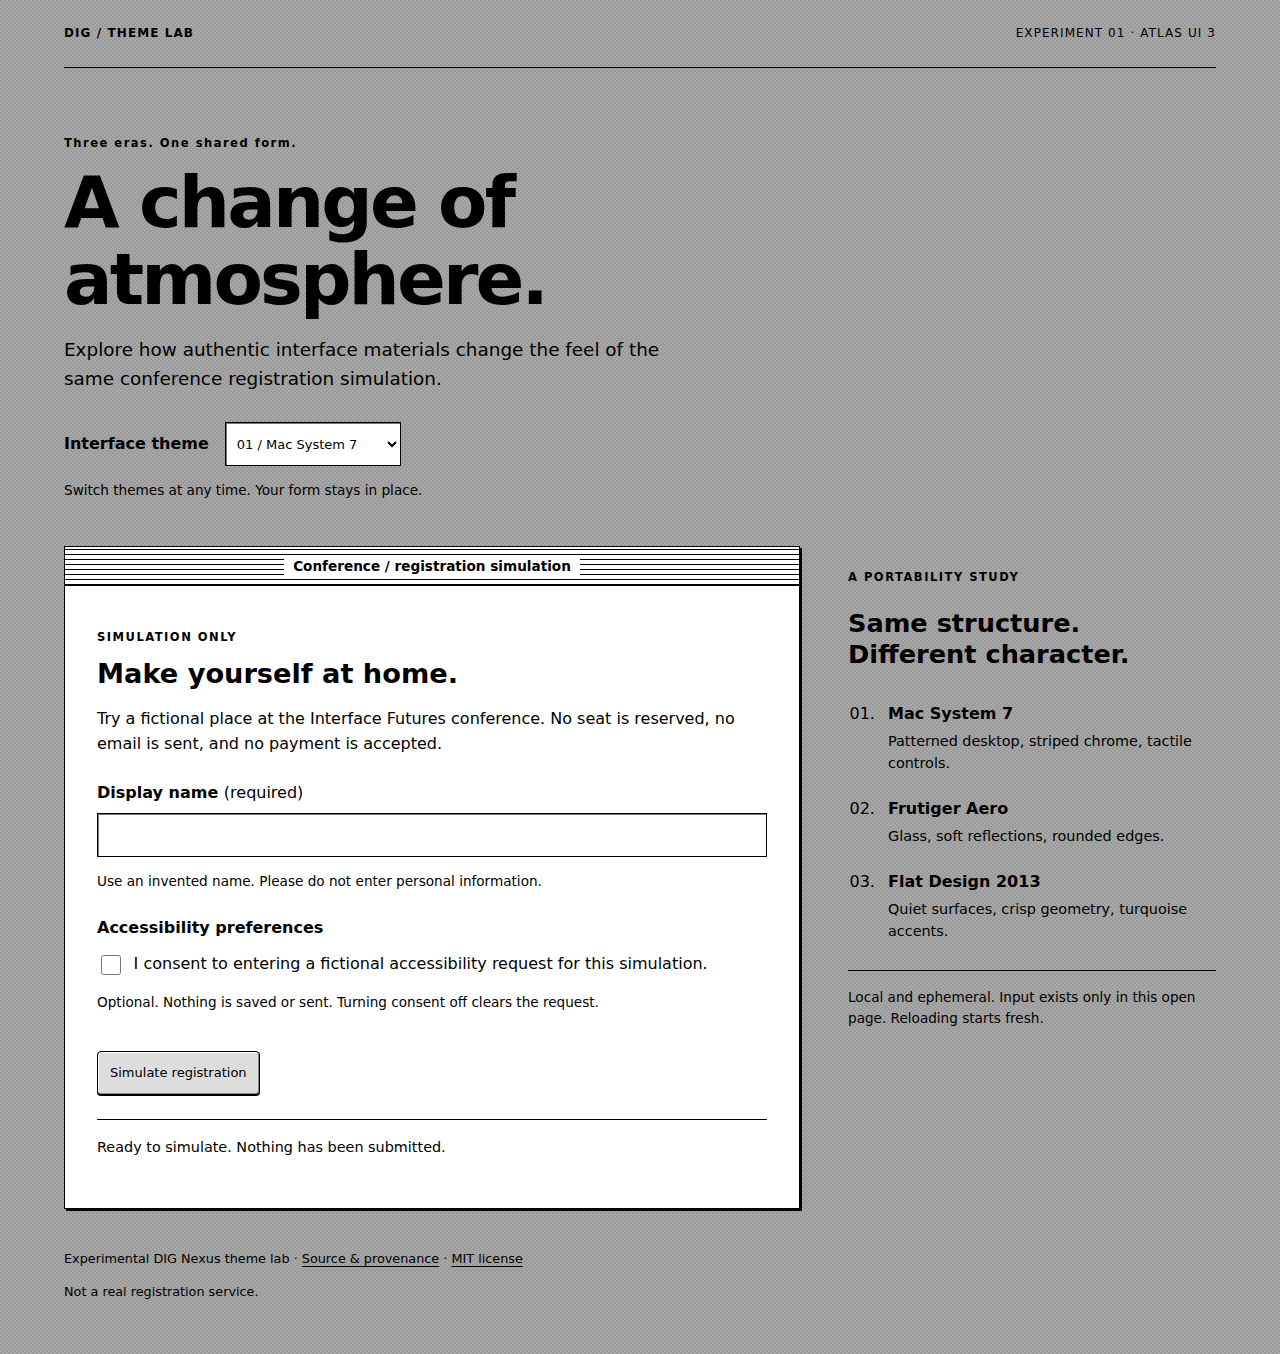 DIG / THEME LAB
EXPERIMENT 01 · ATLAS UI 3
Three eras. One shared form.
A change of
atmosphere.
Explore how authentic interface materials change the feel of the
same conference registration simulation.
Interface theme
01 / Mac System 7
Switch themes at any time. Your form stays in place.
Conference / registration simulation
SIMULATION ONLY
Make yourself at home.
Try a fictional place at the Interface Futures conference. No seat is reserved, no
email is sent, and no payment is accepted.
Display name (required)
Use an invented name. Please do not enter personal information.
Accessibility preferences
I consent to entering a fictional accessibility request for this simulation.
Optional. Nothing is saved or sent. Turning consent off clears the request.
Simulate registration
Ready to simulate. Nothing has been submitted.
A PORTABILITY STUDY
Same structure.
Different character.
01. Mac System 7
Patterned desktop, striped chrome, tactile
controls.
02. Frutiger Aero
Glass, soft reflections, rounded edges.
03. Flat Design 2013
Quiet surfaces, crisp geometry, turquoise
accents.
Local and ephemeral. Input exists only in this open
page. Reloading starts fresh.
Experimental DIG Nexus theme lab · Source & provenance · MIT license
Not a real registration service.